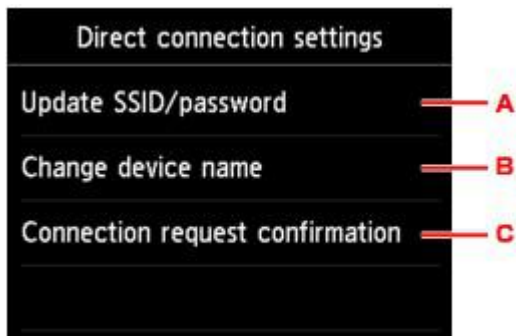 Direct connection settings
Update SSID/password A
Change device name B
Connection request confirmation C